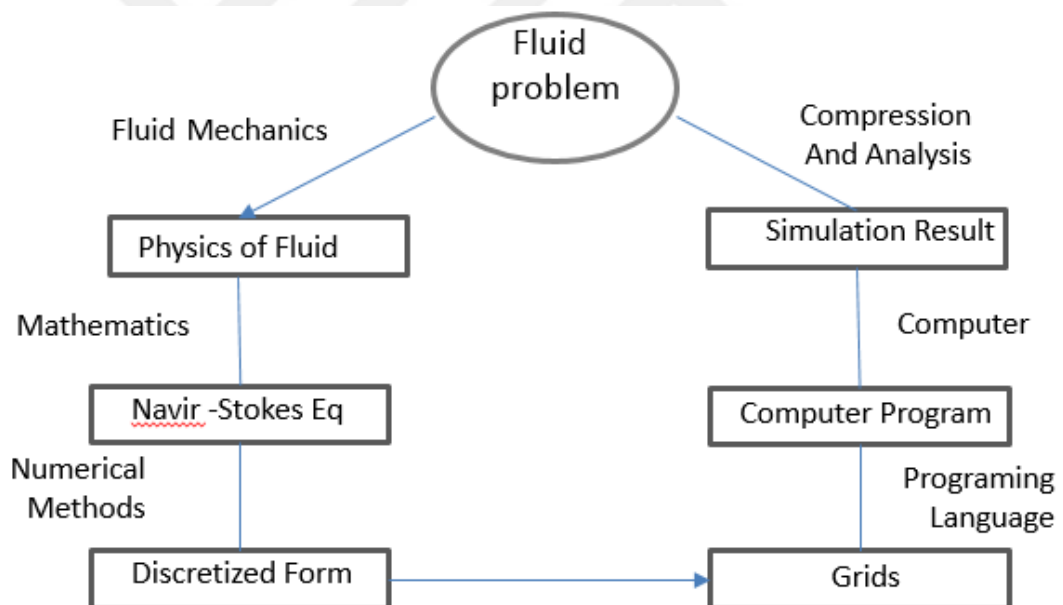 Fluid
problem
Fluid Mechanics
Compression
And Analysis
Physics of Fluid
Simulation Result
Mathematics
Computer
Navir -Stokes Eq
Computer Program
Numerical
Methods
Programing
Language
Discretized Form
Grids